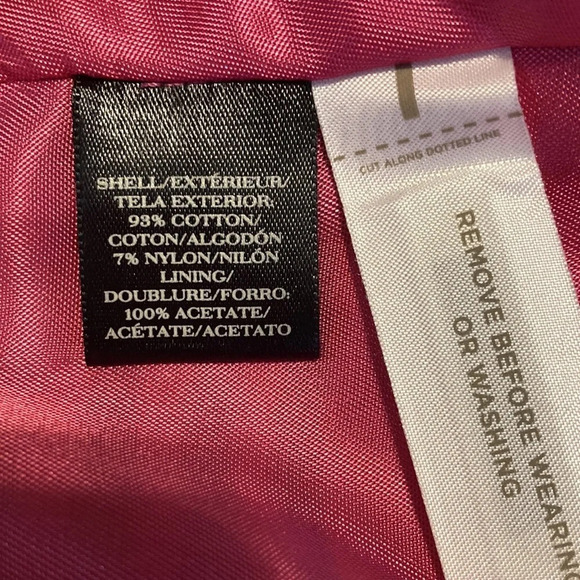 SHELL/EXTÉRIEUR/
TELA EXTERIOR:
93% COTTON/
COTON/ALGODÓN
7% NYLON/NILÓN
LINING/
DOUBLURE/FORRO:
100% ACETATE/
ACÉTATE/ACETATO
CUT ALONG DOTTED LINE
REMOVE BEFORE WEARING
OR WASHING